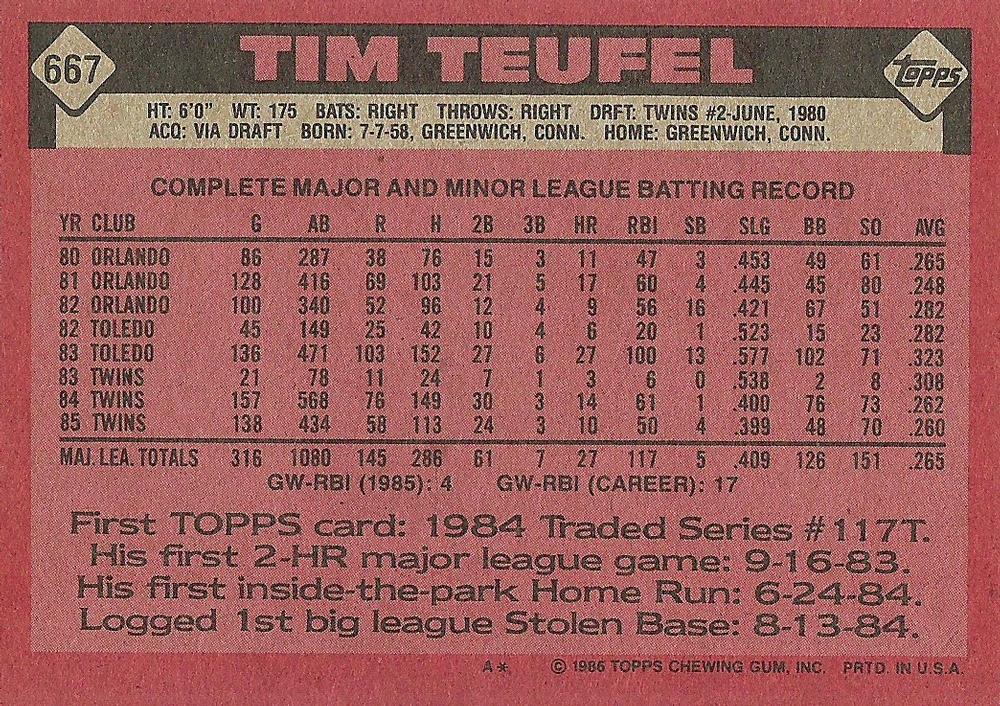 667
TIM TEUFEL
Topps
HT: 6'0" WT: 175 BATS: RIGHT THROWS: RIGHT DRFT: TWINS #2-JUNE, 1980
ACQ: VIA DRAFT BORN: 7-7-58, GREENWICH, CONN. HOME: GREENWICH, CONN.
COMPLETE MAJOR AND MINOR LEAGUE BATTING RECORD
YR CLUB G AB R H 2B 3B HR RBI SB SLG BB SO AVG
80 ORLANDO 86 287 38 76 15 3 11 47 3 .453 49 61 .265
81 ORLANDO 128 416 69 103 21 5 17 60 4 .445 45 80 .248
82 ORLANDO 100 340 52 96 12 4 9 56 16 .421 67 51 .282
82 TOLEDO 45 149 25 42 10 4 6 20 1 .523 15 23 .282
83 TOLEDO 136 471 103 152 27 6 27 100 13 .577 102 71 .323
83 TWINS 21 78 11 24 7 1 3 6 0 .538 2 8 .308
84 TWINS 157 568 76 149 30 3 14 61 1 .400 76 73 .262
85 TWINS 138 434 58 113 24 3 10 50 4 .399 48 70 .260
MAJ. LEA. TOTALS 316 1080 145 286 61 7 27 117 5 .409 126 151 .265
GW-RBI (1985): 4 GW-RBI (CAREER): 17
First TOPPS card: 1984 Traded Series #117T.
His first 2-HR major league game: 9-16-83.
His first inside-the-park Home Run: 6-24-84.
Logged 1st big league Stolen Base: 8-13-84.
A* © 1986 TOPPS CHEWING GUM, INC. PRTD. IN U.S.A.